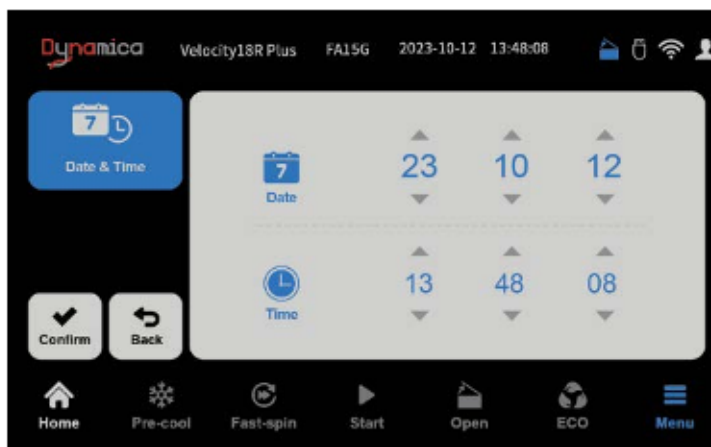 Dynamica Velocity18R Plus FA15G 2023-10-12 13:48:08
7
Date & Time
7
Date
23 10 12
Time
13 48 08
Confirm Back
Home Pre-cool Fast-spin Start Open ECO Menu